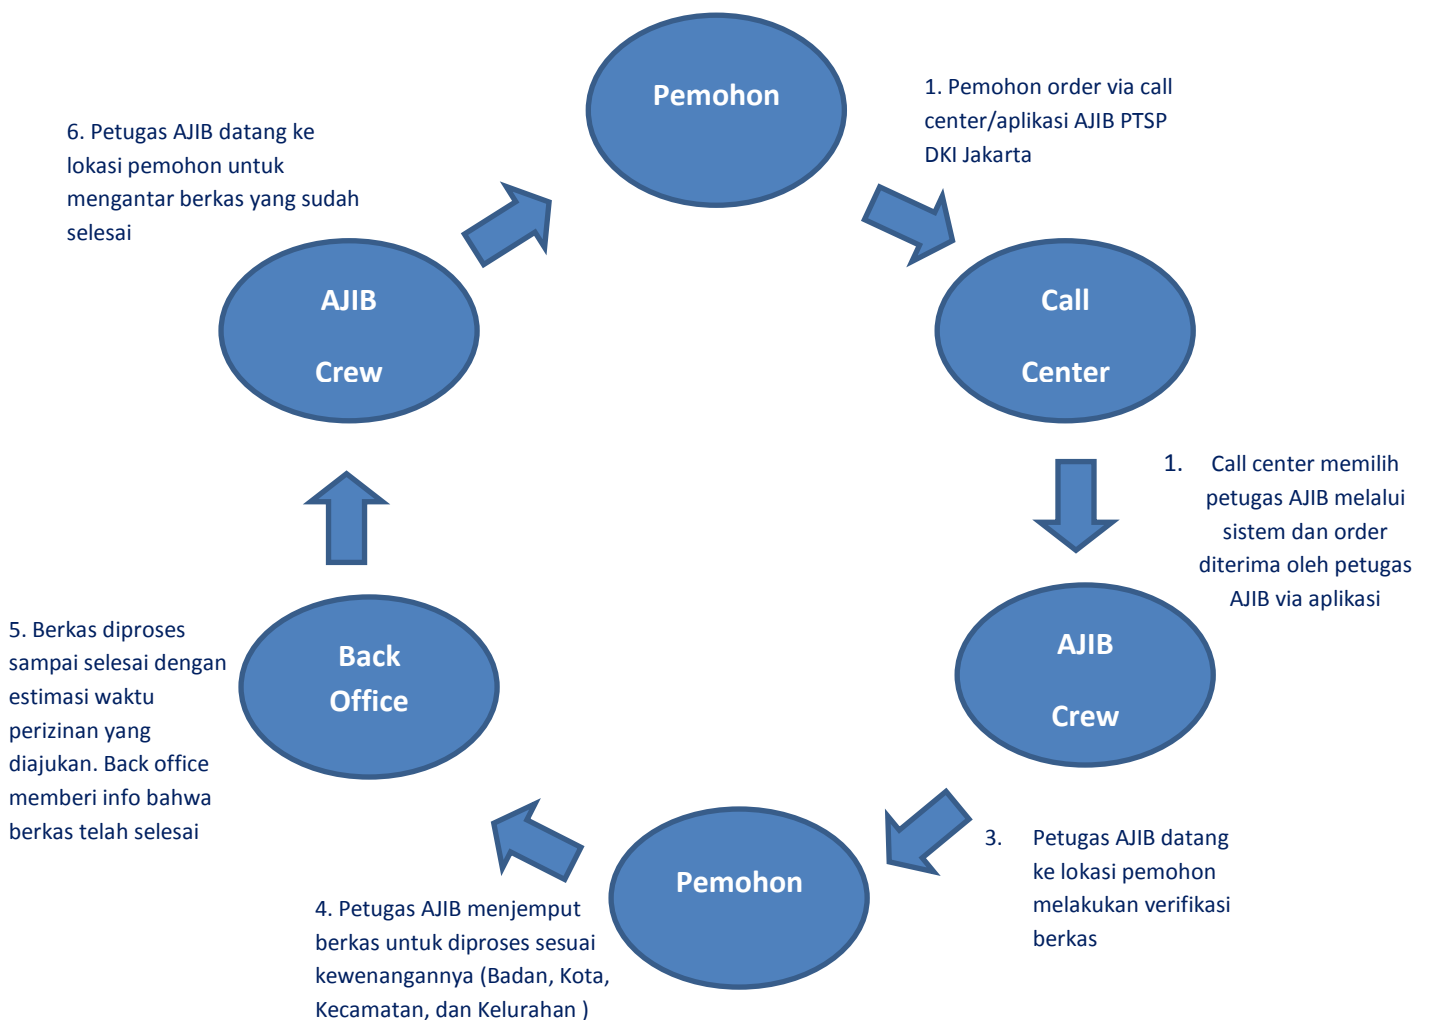 Pemohon
1. Pemohon order via call
center/aplikasi AJIB PTSP
DKI Jakarta
Call
Center
1. Call center memilih
petugas AJIB melalui
sistem dan order
diterima oleh petugas
AJIB via aplikasi
AJIB
Crew
3. Petugas AJIB datang
ke lokasi pemohon
melakukan verifikasi
berkas
Pemohon
4. Petugas AJIB menjemput
berkas untuk diproses sesuai
kewenangannya (Badan, Kota,
Kecamatan, dan Kelurahan )
Back
Office
5. Berkas diproses
sampai selesai dengan
estimasi waktu
perizinan yang
diajukan. Back office
memberi info bahwa
berkas telah selesai
AJIB
Crew
6. Petugas AJIB datang ke
lokasi pemohon untuk
mengantar berkas yang sudah
selesai